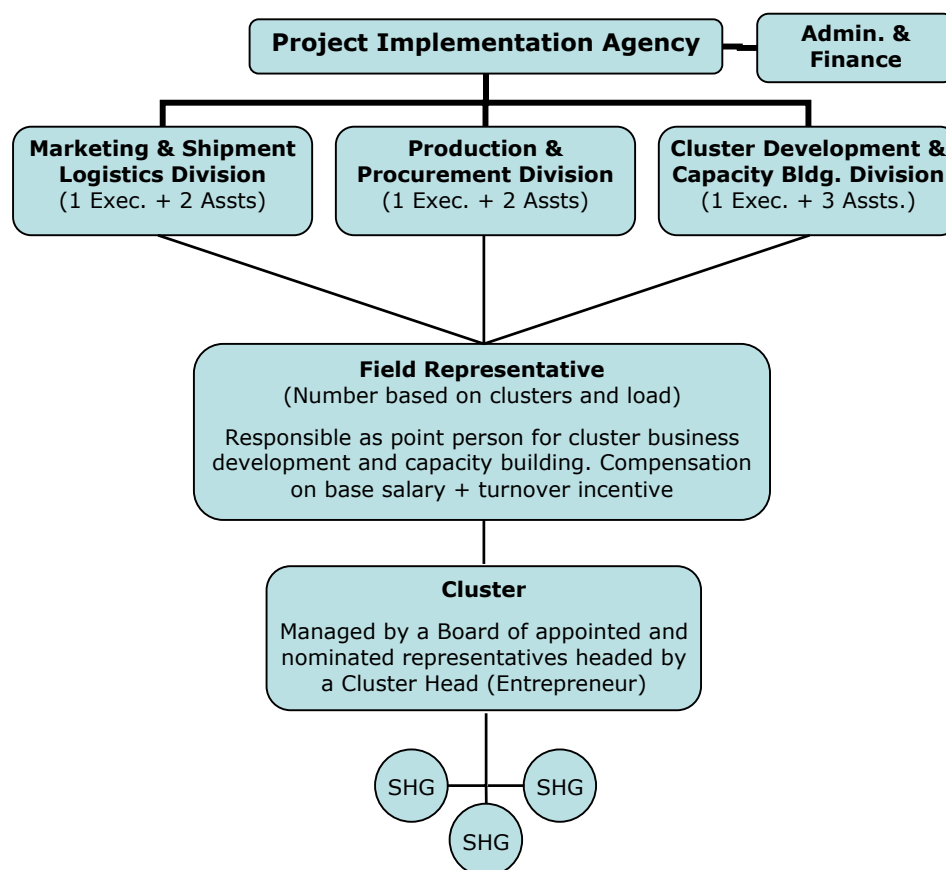 Project Implementation Agency
Admin. &
Finance
Marketing & Shipment
Logistics Division
(1 Exec. + 2 Assts)
Production &
Procurement Division
(1 Exec. + 2 Assts)
Cluster Development &
Capacity Bldg. Division
(1 Exec. + 3 Assts.)
Field Representative
(Number based on clusters and load)
Responsible as point person for cluster business
development and capacity building. Compensation
on base salary + turnover incentive
Cluster
Managed by a Board of appointed and
nominated representatives headed by
a Cluster Head (Entrepreneur)
SHG
SHG
SHG